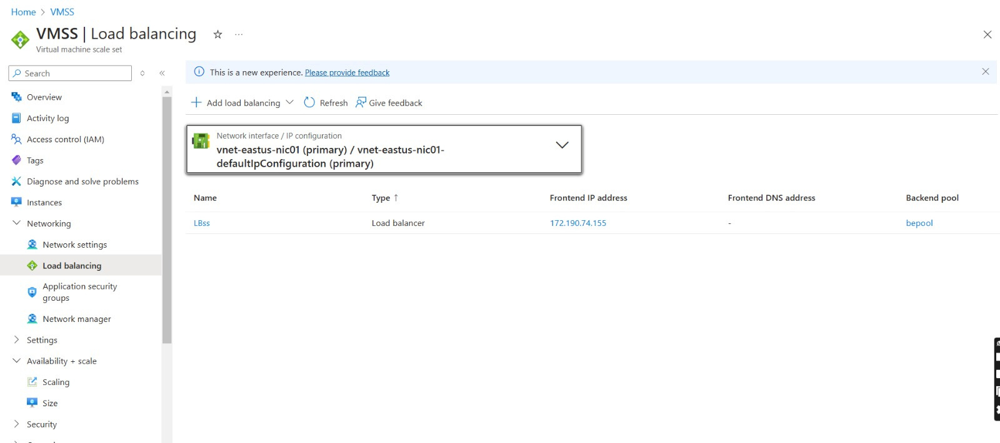 Home > VMSS
VMSS | Load balancing
Virtual machine scale set
Search
Overview
Activity log
Access control (IAM)
Tags
Diagnose and solve problems
Instances
Networking
Network settings
Load balancing
Application security
groups
Network manager
Settings
Availability + scale
Scaling
Size
Security
This is a new experience. Please provide feedback
Add load balancing Refresh Give feedback
Network interface / IP configuration
vnet-eastus-nic01 (primary) / vnet-eastus-nic01-
defaultIpConfiguration (primary)
Name Type ↑ Frontend IP address Frontend DNS address Backend pool
LBss Load balancer 172.190.74.155 - bepool